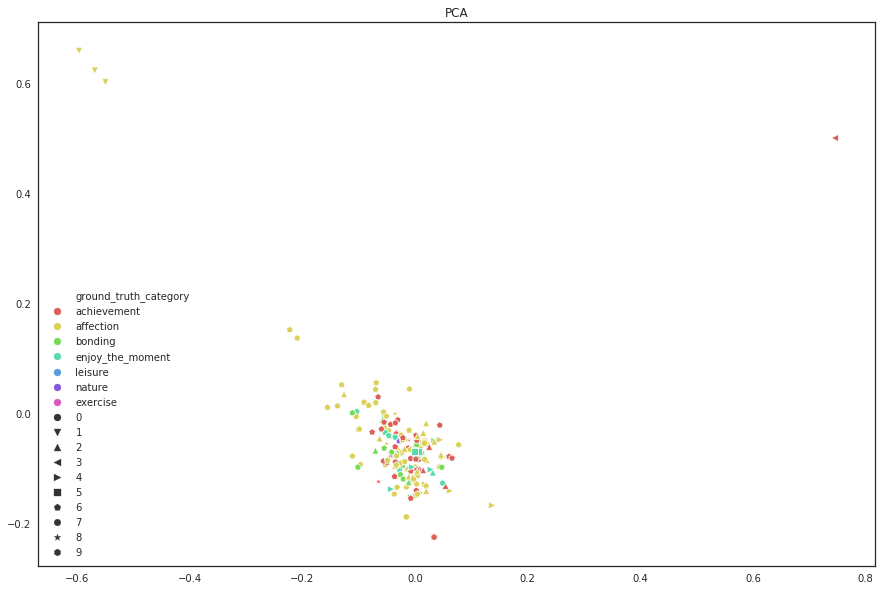 PCA
0.6
0.4
0.2
0.0
−0.2
ground_truth_category
achievement
affection
bonding
enjoy_the_moment
leisure
nature
exercise
0
1
2
3
4
5
6
7
8
9
−0.6
−0.4
−0.2
0.0
0.2
0.4
0.6
0.8